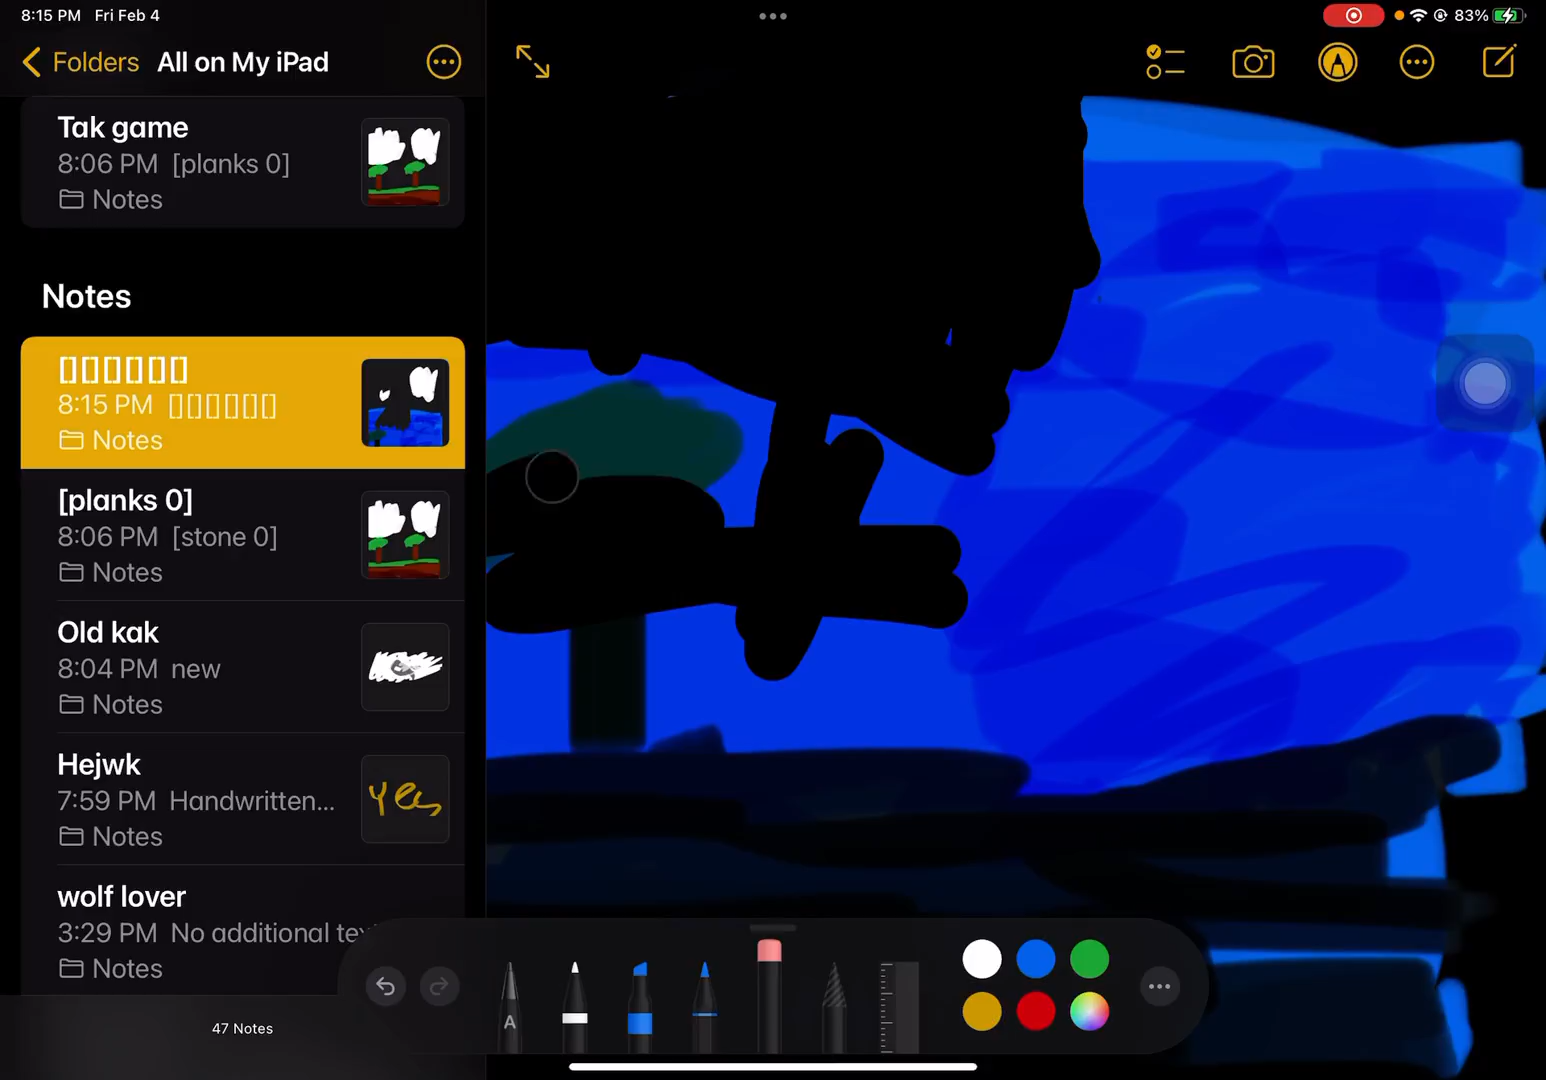 8:15 PM Fri Feb 4
83%
Folders
All on My iPad
Tak game
8:06 PM [planks 0]
Notes
Notes
▯▯▯▯▯▯
8:15 PM ▯▯▯▯▯▯
Notes
[planks 0]
8:06 PM [stone 0]
Notes
Old kak
8:04 PM new
Notes
Hejwk
7:59 PM Handwritten...
Notes
yes
wolf lover
3:29 PM No additional tex
Notes
47 Notes
A